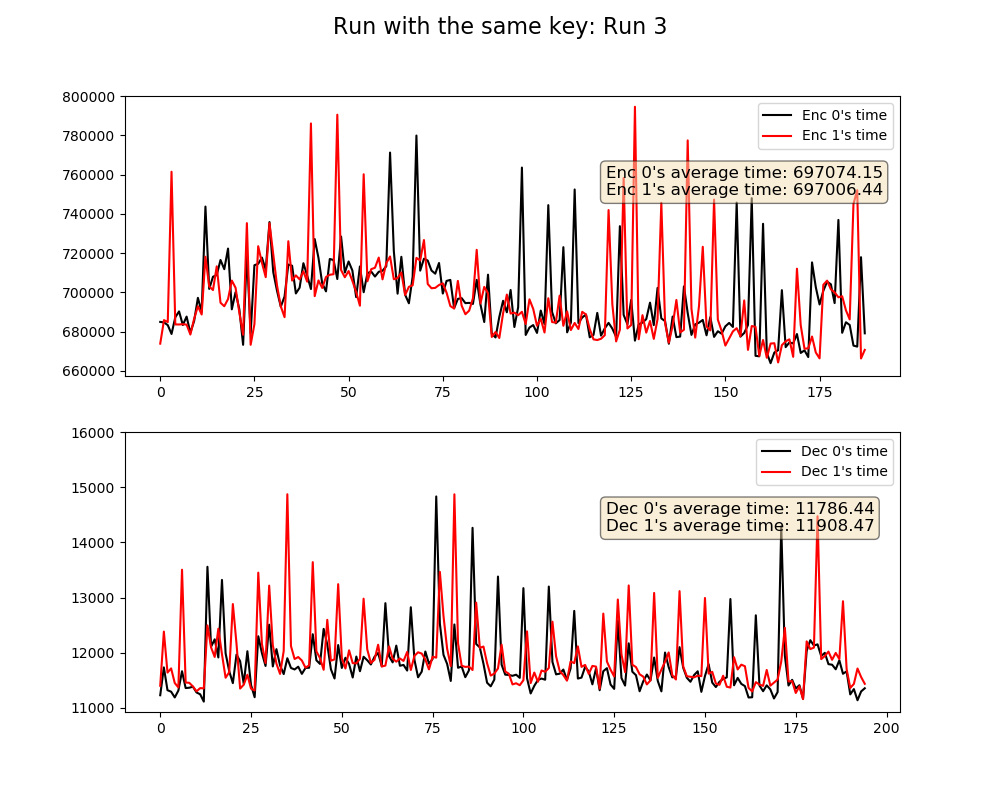 Run with the same key: Run 3
800000
780000
760000
740000
720000
700000
680000
660000
Enc 0's time
Enc 1's time
Enc 0's average time: 697074.15
Enc 1's average time: 697006.44
0 25 50 75 100 125 150 175
16000
15000
14000
13000
12000
11000
Dec 0's time
Dec 1's time
Dec 0's average time: 11786.44
Dec 1's average time: 11908.47
0 25 50 75 100 125 150 175 200